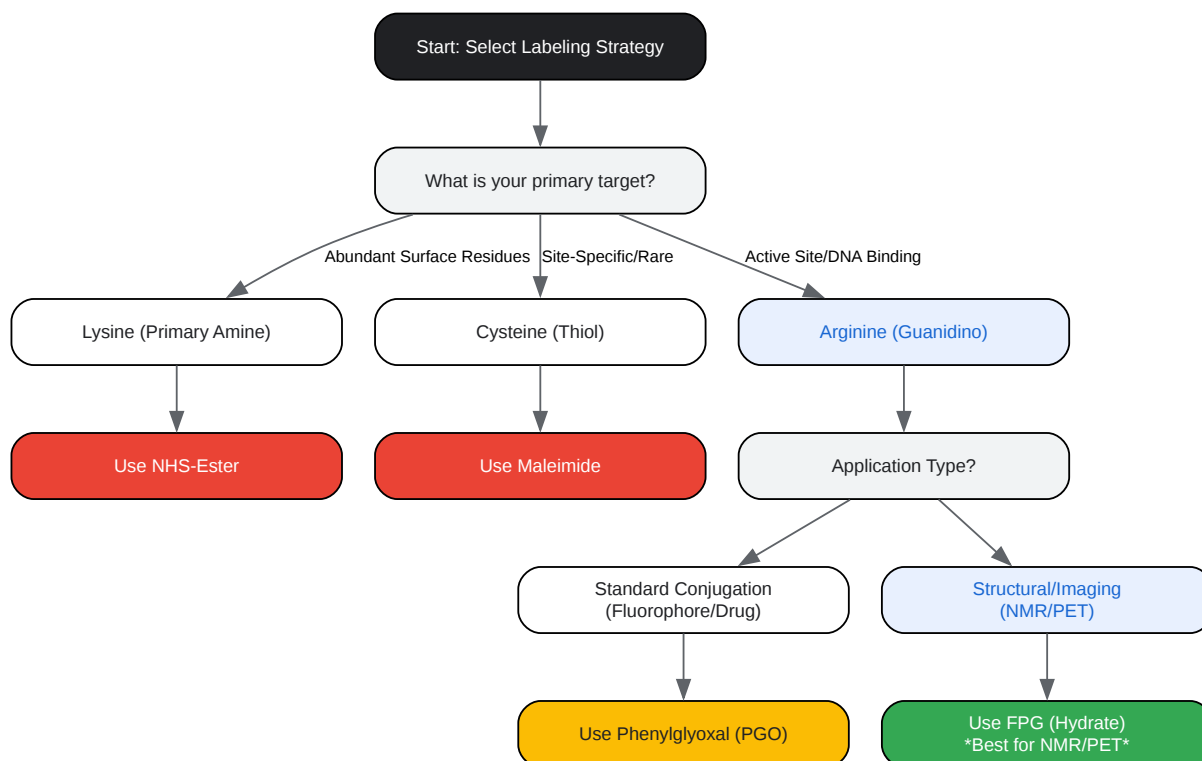 Start: Select Labeling Strategy
What is your primary target?
Abundant Surface Residues
Site-Specific/Rare
Active Site/DNA Binding
Lysine (Primary Amine)
Cysteine (Thiol)
Arginine (Guanidino)
Use NHS-Ester
Use Maleimide
Application Type?
Standard Conjugation
(Fluorophore/Drug)
Structural/Imaging
(NMR/PET)
Use Phenylglyoxal (PGO)
Use FPG (Hydrate)
*Best for NMR/PET*